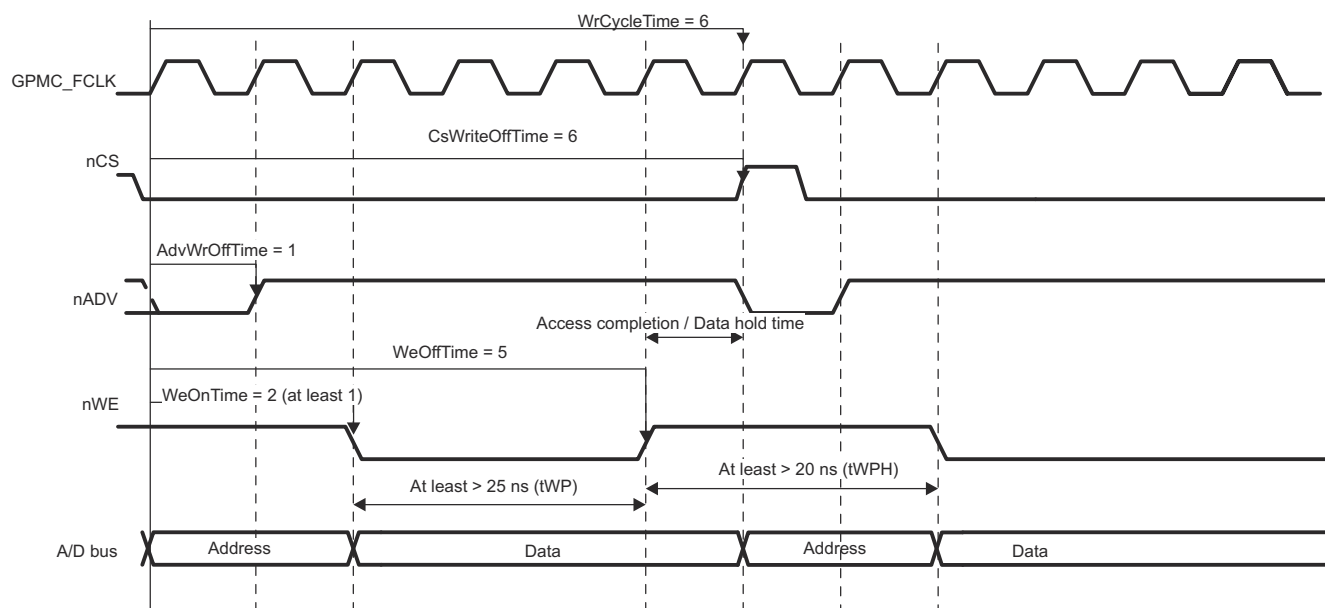 WrCycleTime = 6
GPMC_FCLK
CsWriteOffTime = 6
nCS
AdvWrOffTime = 1
nADV
Access completion / Data hold time
WeOffTime = 5
WeOnTime = 2 (at least 1)
nWE
At least > 20 ns (tWPH)
At least > 25 ns (tWP)
A/D bus Address Data Address Data